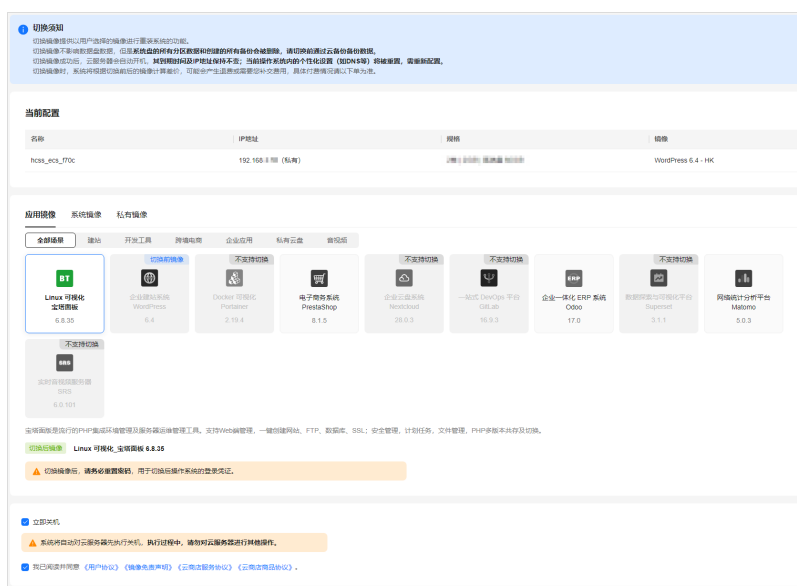 切换须知
切换镜像提供以用户选择的镜像进行重装系统的功能。
切换镜像不影响数据盘数据，但是系统盘的所有分区数据和创建的所有备份会被删除，请切换前通过云备份备份数据。
切换镜像成功后，云服务器会自动开机，其到期时间及IP地址保持不变；当前操作系统内的个性化设置（如DNS等）将被重置，需重新配置。
切换镜像时，系统将根据切换前后的镜像计算差价，可能会产生退费或需要您补交费用，具体付费情况请以下单为准。
当前配置
名称 IP地址 规格 镜像
hcss_ecs_f70c 192.168 （私有） WordPress 6.4 - HK
应用镜像 系统镜像 私有镜像
全部场景 建站 开发工具 跨境电商 企业应用 私有云盘 音视频
切换前镜像 不支持切换 不支持切换 不支持切换 不支持切换
BT ERP
Linux 可视化 企业建站系统 Docker 可视化 电子商务系统 企业云盘系统 一站式 DevOps 平台 企业一体化 ERP 系统 数据探索与可视化平台 网络统计分析平台
宝塔面板 WordPress Portainer PrestaShop Nextcloud GitLab Odoo Superset Matomo
6.8.35 6.4 2.19.4 8.1.5 28.0.3 16.9.3 17.0 3.1.1 5.0.3
不支持切换
SRS
实时音视频服务器
SRS
6.0.101
宝塔面版是流行的PHP集成环境管理及服务器运维管理工具。支持Web端管理，一键创建网站、FTP、数据库、SSL；安全管理，计划任务，文件管理，PHP多版本共存及切换。
切换后镜像 Linux 可视化_宝塔面板 6.8.35
切换镜像后，请务必重置密码，用于切换后操作系统的登录凭证。
立即关机
系统将自动对云服务器先执行关机，执行过程中，请勿对云服务器进行其他操作。
我已阅读并同意 《用户协议》《镜像免责声明》《云商店服务协议》《云商店商品协议》。